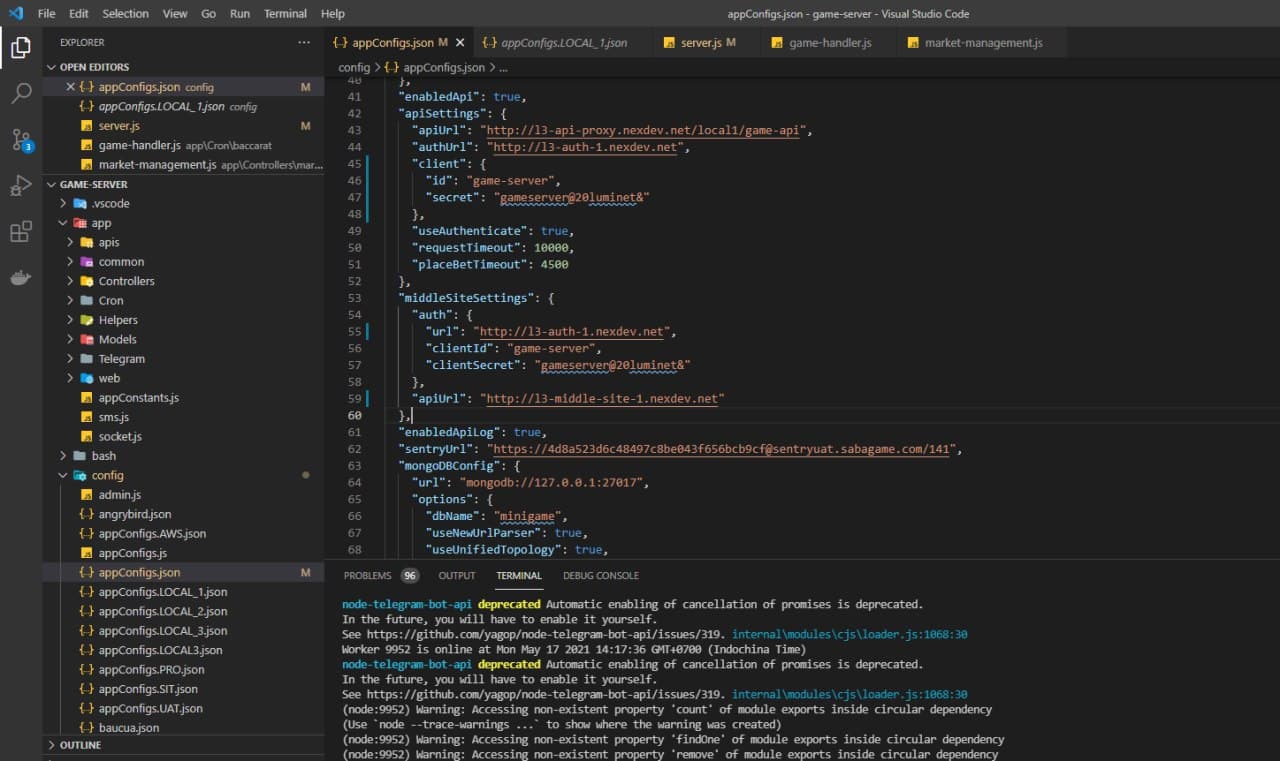 File Edit Selection View Go Run Terminal Help
appConfigs.json - game-server - Visual Studio Code
EXPLORER
OPEN EDITORS
appConfigs.json config M
appConfigs.LOCAL_1.json config
server.js M
game-handler.js app\Cron\baccarat
market-management.js app\Controllers\mar...
GAME-SERVER
.vscode
app
apis
common
Controllers
Cron
Helpers
Models
Telegram
web
appConstants.js
sms.js
socket.js
bash
config
admin.js
angrybird.json
appConfigs.AWS.json
appConfigs.js
appConfigs.json M
appConfigs.LOCAL_1.json
appConfigs.LOCAL_2.json
appConfigs.LOCAL_3.json
appConfigs.LOCAL3.json
appConfigs.PRO.json
appConfigs.SIT.json
appConfigs.UAT.json
baucua.json
OUTLINE
3
appConfigs.json M appConfigs.LOCAL_1.json server.js M game-handler.js market-management.js
config > appConfigs.json > ...
40 },
41 "enabledApi": true,
42 "apiSettings": {
43 "apiUrl": "http://l3-api-proxy.nexdev.net/local1/game-api",
44 "authUrl": "http://l3-auth-1.nexdev.net",
45 "client": {
46 "id": "game-server",
47 "secret": "gameserver@20luminet&"
48 },
49 "useAuthenticate": true,
50 "requestTimeout": 10000,
51 "placeBetTimeout": 4500
52 },
53 "middleSiteSettings": {
54 "auth": {
55 "url": "http://l3-auth-1.nexdev.net",
56 "clientId": "game-server",
57 "clientSecret": "gameserver@20luminet&"
58 },
59 "apiUrl": "http://l3-middle-site-1.nexdev.net"
60 },
61 "enabledApiLog": true,
62 "sentryUrl": "https://4d8a523d6c48497c8be043f656bcb9cf@sentryuat.sabagame.com/141",
63 "mongoDBConfig": {
64 "url": "mongodb://127.0.0.1:27017",
65 "options": {
66 "dbName": "minigame",
67 "useNewUrlParser": true,
68 "useUnifiedTopology": true,
PROBLEMS 96 OUTPUT TERMINAL DEBUG CONSOLE
node-telegram-bot-api deprecated Automatic enabling of cancellation of promises is deprecated.
In the future, you will have to enable it yourself.
See https://github.com/yagop/node-telegram-bot-api/issues/319. internal\modules\cjs\loader.js:1068:30
Worker 9952 is online at Mon May 17 2021 14:17:36 GMT+0700 (Indochina Time)
node-telegram-bot-api deprecated Automatic enabling of cancellation of promises is deprecated.
In the future, you will have to enable it yourself.
See https://github.com/yagop/node-telegram-bot-api/issues/319. internal\modules\cjs\loader.js:1068:30
(node:9952) Warning: Accessing non-existent property 'count' of module exports inside circular dependency
(Use `node --trace-warnings ...` to show where the warning was created)
(node:9952) Warning: Accessing non-existent property 'findOne' of module exports inside circular dependency
(node:9952) Warning: Accessing non-existent property 'remove' of module exports inside circular dependency